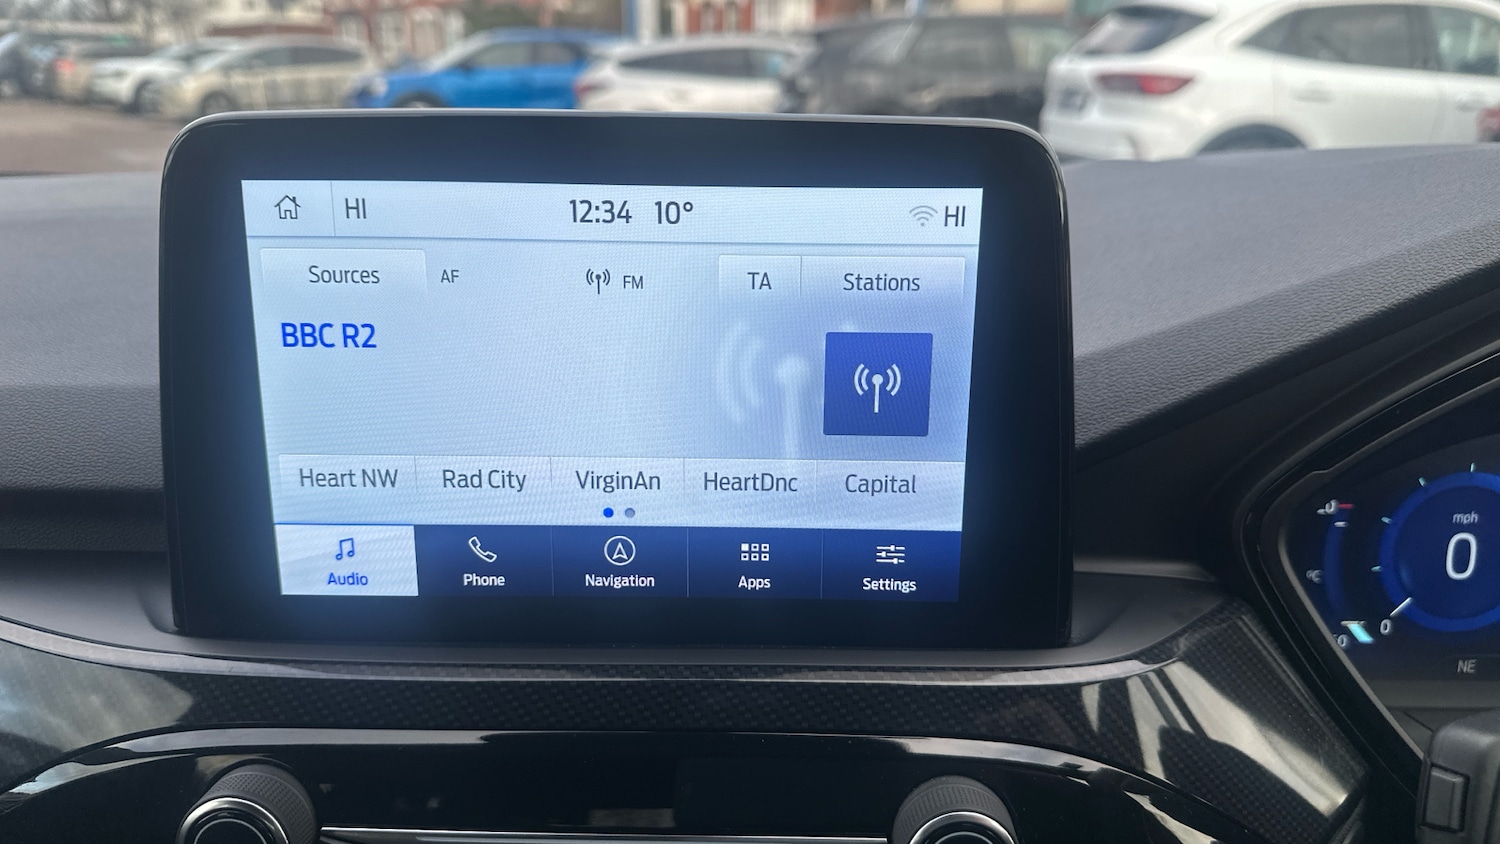 HI 12:34 10° HI
Sources AF FM TA Stations
BBC R2
Heart NW Rad City VirginAn HeartDnc Capital
Audio Phone Navigation Apps Settings
mph
0
°C
0
NE